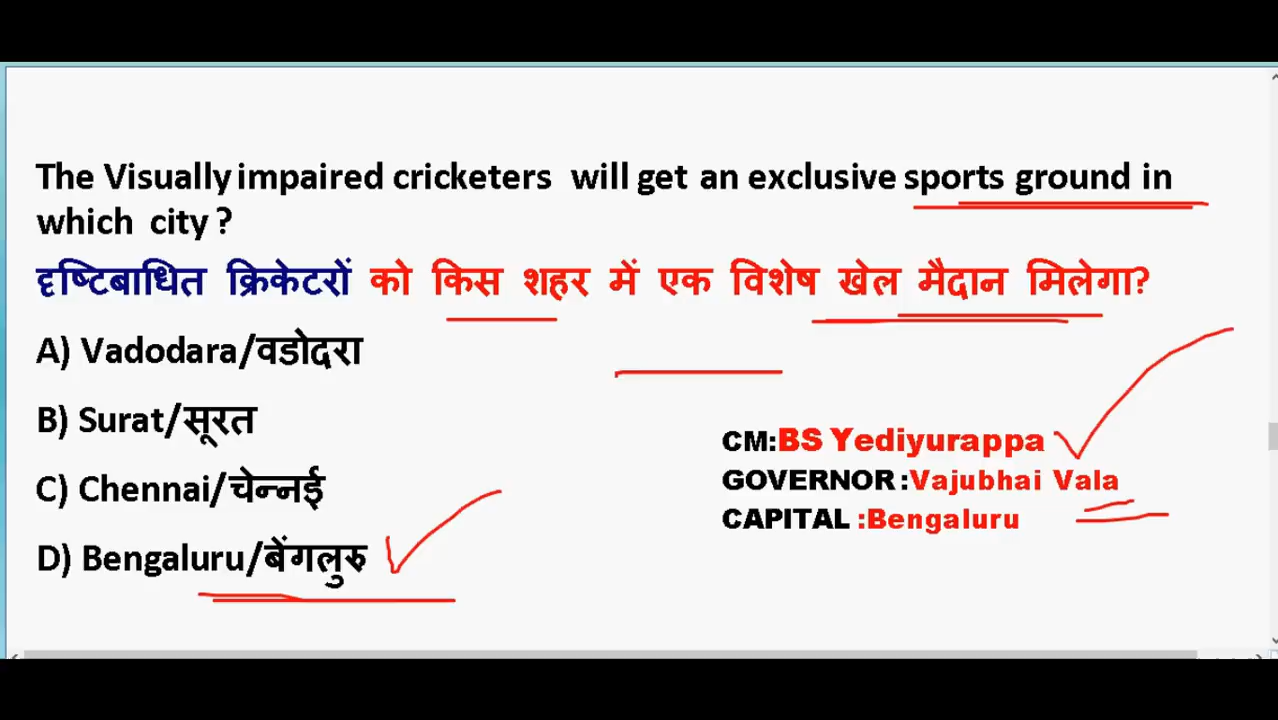 The Visually impaired cricketers will get an exclusive sports ground in
which city ?
दृष्टिबाधित क्रिकेटरों को किस शहर में एक विशेष खेल मैदान मिलेगा?
A) Vadodara/वडोदरा
B) Surat/सूरत
CM:BS Yediyurappa
GOVERNOR :Vajubhai Vala
C) Chennai/चेन्नई
CAPITAL :Bengaluru
D) Bengaluru/बेंगलुरु